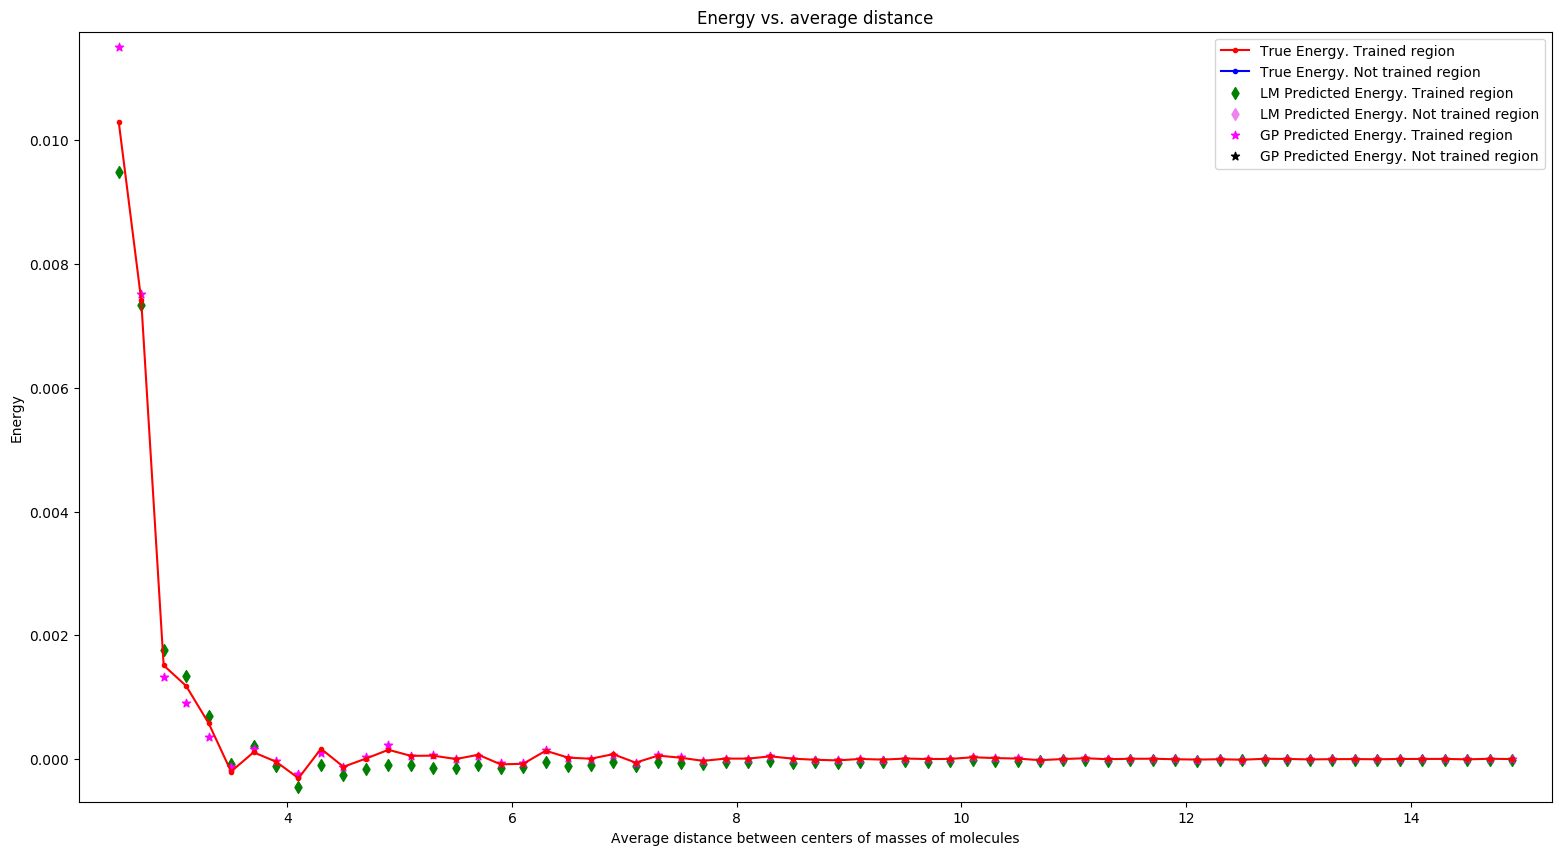 Energy vs. average distance
True Energy. Trained region
True Energy. Not trained region
LM Predicted Energy. Trained region
LM Predicted Energy. Not trained region
GP Predicted Energy. Trained region
GP Predicted Energy. Not trained region
Energy
0.010
0.008
0.006
0.004
0.002
0.000
4 6 8 10 12 14
Average distance between centers of masses of molecules